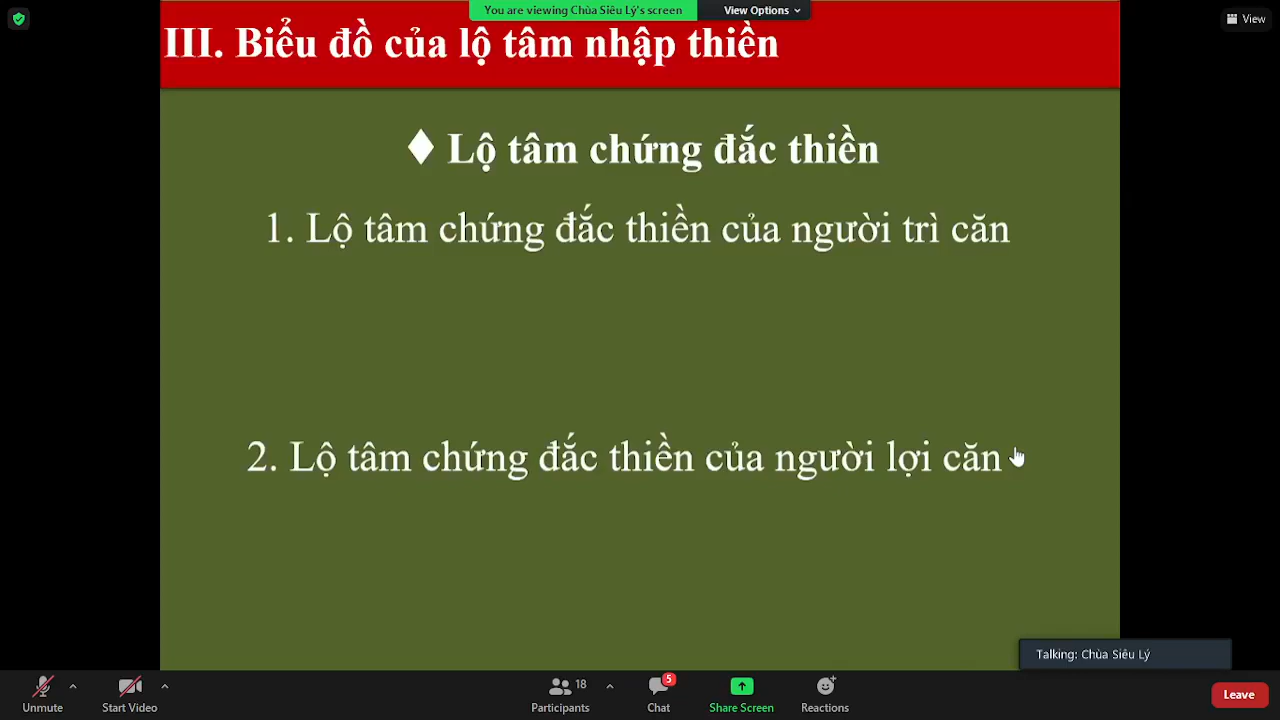 You are viewing Chùa Siêu Lý's screen
View Options
View
III. Biểu đồ của lộ tâm nhập thiền
♦ Lộ tâm chứng đắc thiền
1. Lộ tâm chứng đắc thiền của người trì căn
2. Lộ tâm chứng đắc thiền của người lợi căn
Talking: Chùa Siêu Lý
18
5
Unmute
Start Video
Participants
Chat
Share Screen
Reactions
Leave